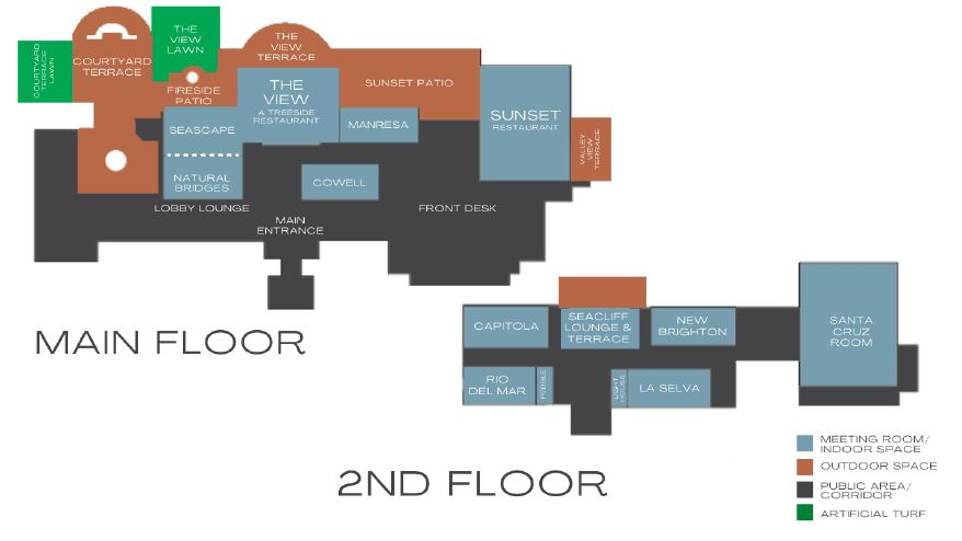 THE
VIEW
LAWN
COURTYARD
TERRACE
LAWN
COURTYARD
TERRACE
THE
VIEW
TERRACE
FIRESIDE
PATIO
SUNSET PATIO
THE
VIEW
A TREESIDE
RESTAURANT
SEASCAPE
MANRESA
SUNSET
RESTAURANT
VALLEY
VIEW
TERRACE
NATURAL
BRIDGES
COWELL
LOBBY LOUNGE
MAIN
ENTRANCE
FRONT DESK
MAIN FLOOR
CAPITOLA
SEACLIFF
LOUNGE &
TERRACE
NEW
BRIGHTON
SANTA
CRUZ
ROOM
RIO
DEL MAR
PEBBLE
LIGHT
HOUSE
LA SELVA
2ND FLOOR
MEETING ROOM/
INDOOR SPACE
OUTDOOR SPACE
PUBLIC AREA/
CORRIDOR
ARTIFICIAL TURF